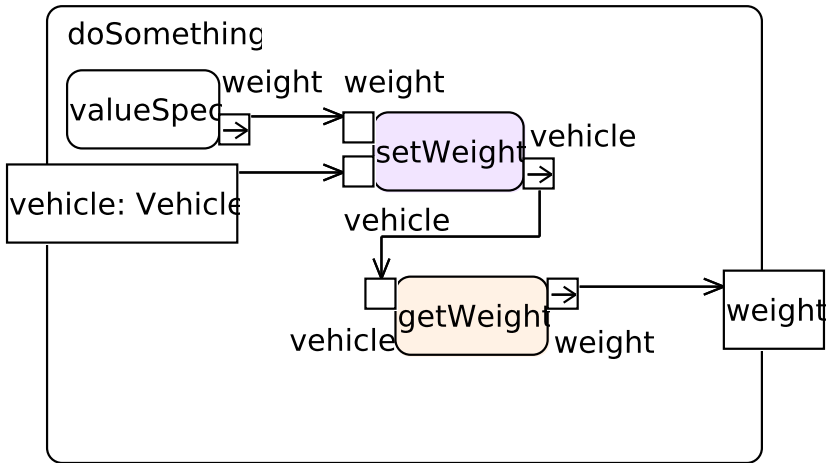 doSomething
weight weight
valueSpec
vehicle
setWeight
vehicle: Vehicle
vehicle
getWeight
weight
vehicle
weight